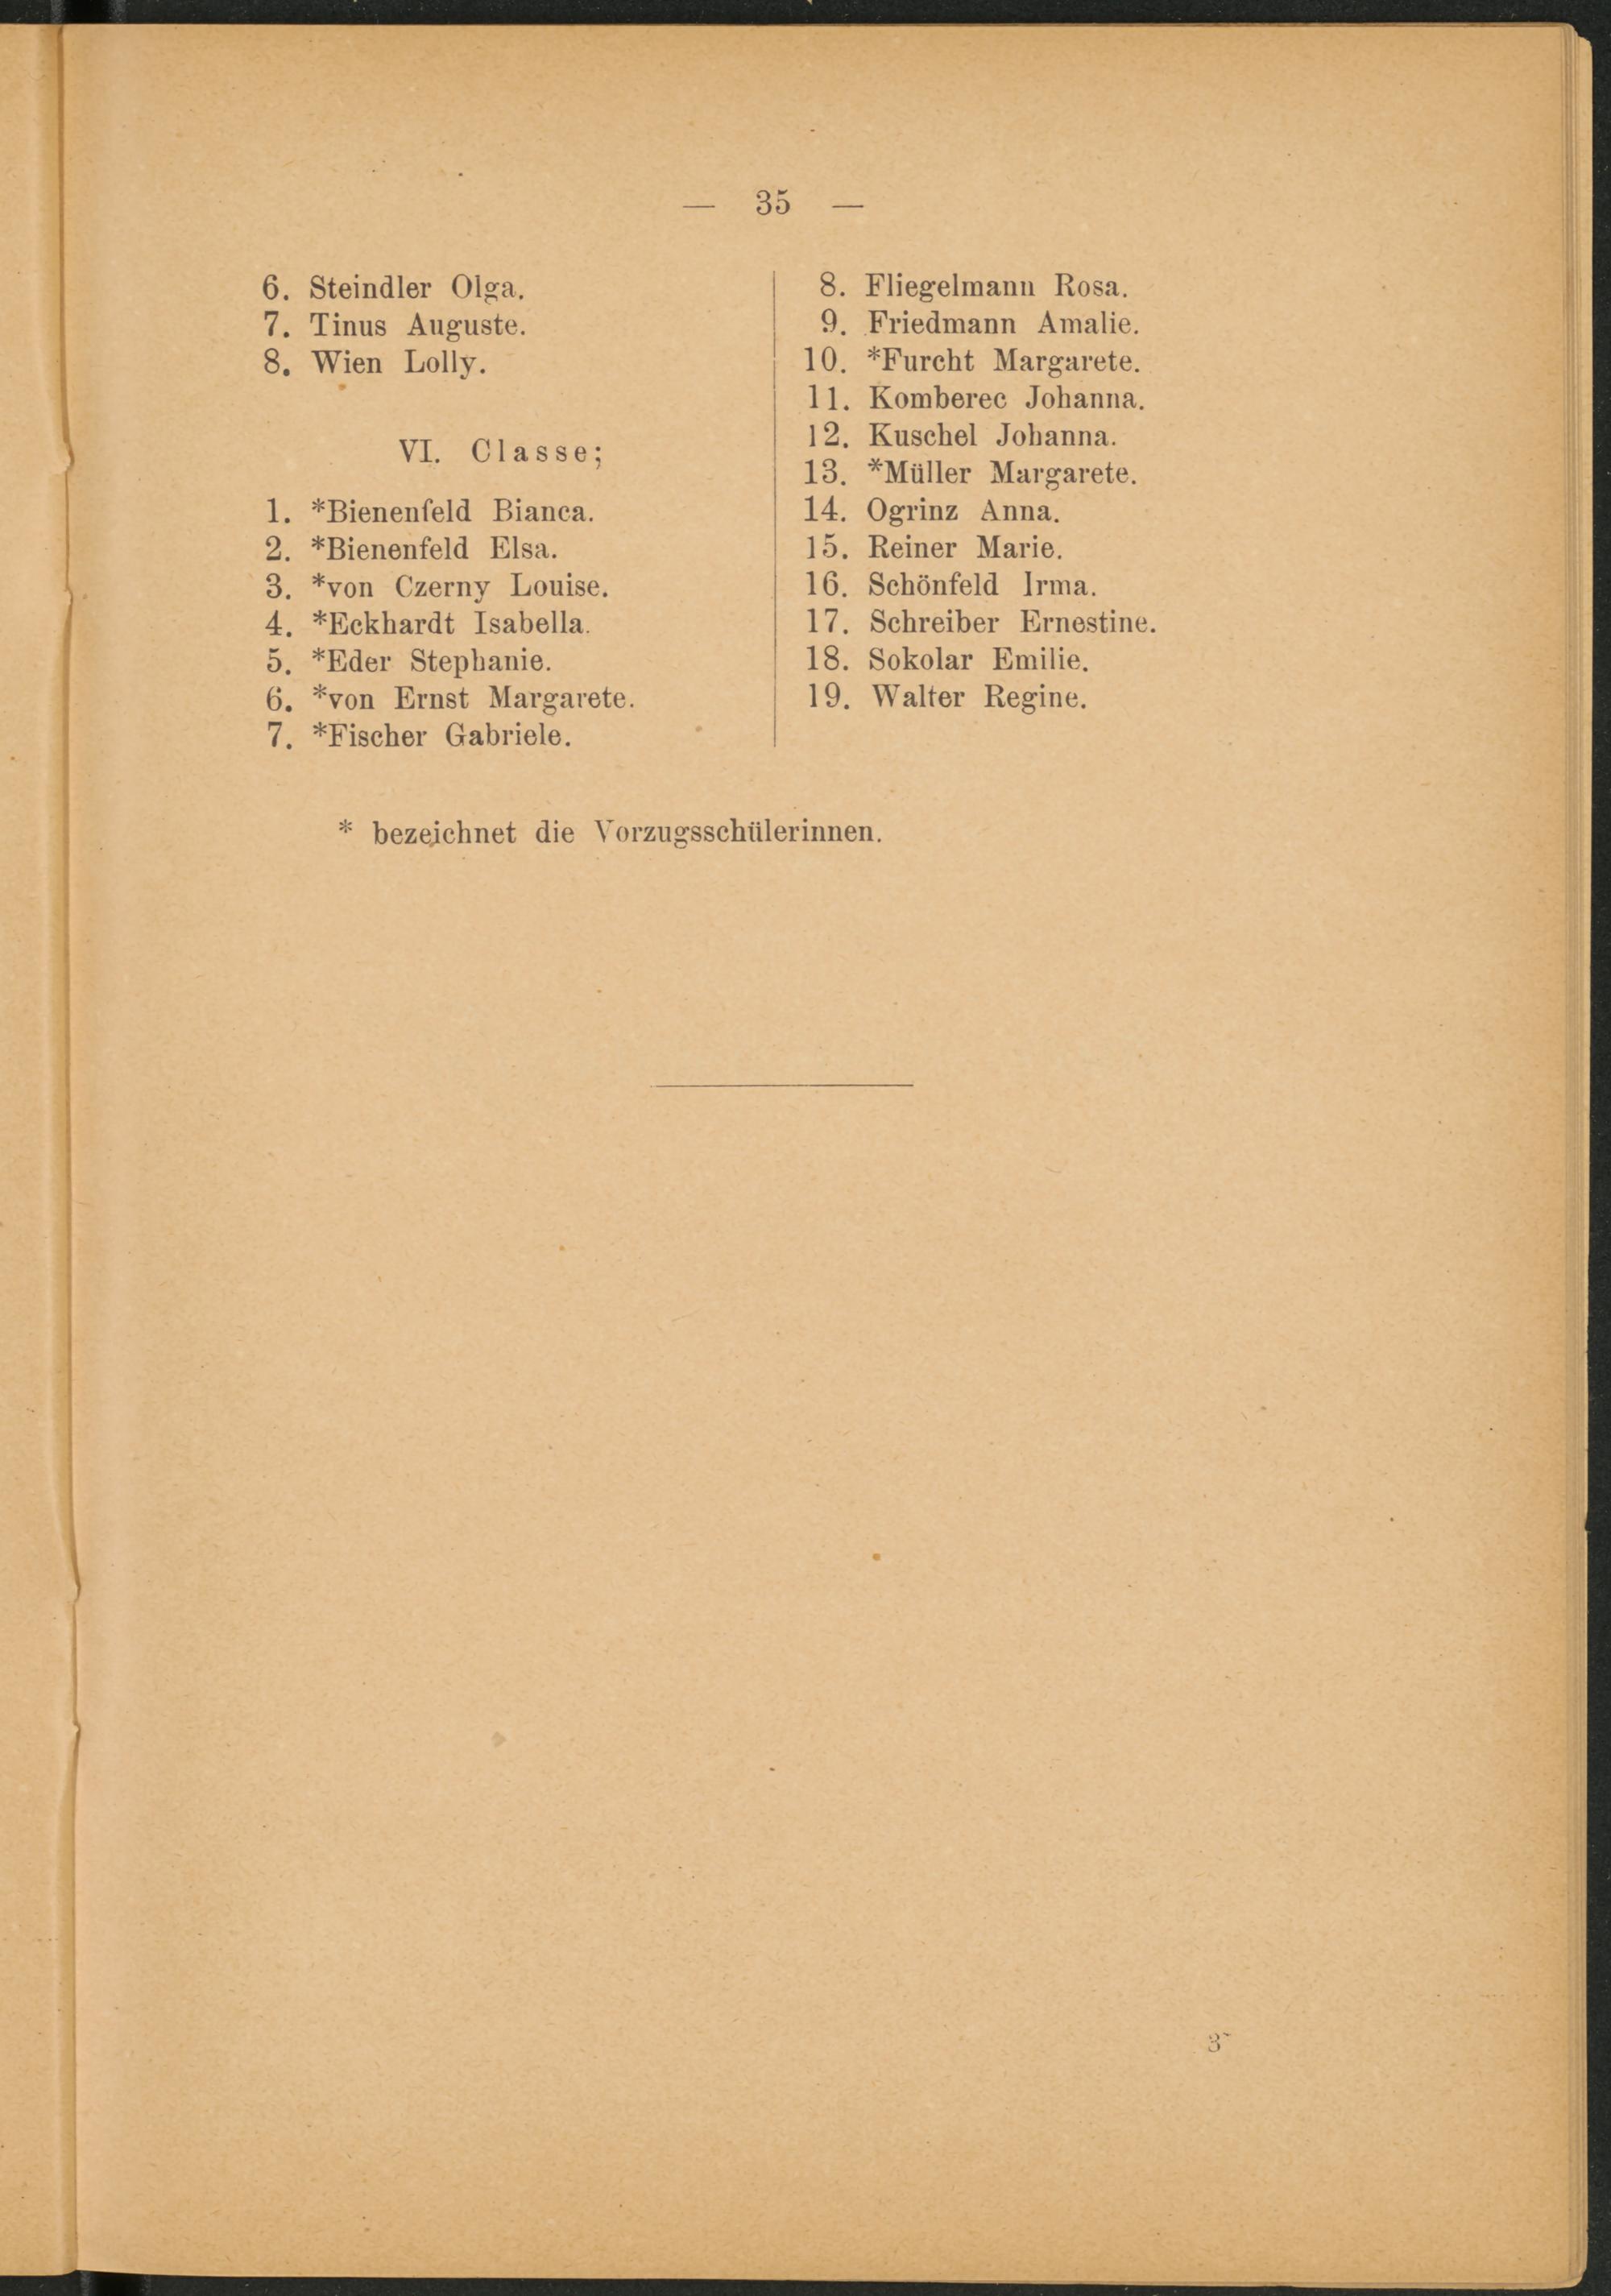 — 35 —
6. Steindler Olga.
7. Tinus Auguste.
8. Wien Lolly.
VI. Classe;
1. *Bienenfeld Bianca.
2. *Bienenfeld Elsa.
3. *von Czerny Louise.
4. *Eckhardt Isabella.
5. *Eder Stephanie.
6. *von Ernst Margarete.
7. *Fischer Gabriele.
8. Fliegelmann Rosa.
9. Friedmann Amalie.
10. *Furcht Margarete.
11. Komberec Johanna.
12. Kuschel Johanna.
13. *Müller Margarete.
14. Ogrinz Anna.
15. Reiner Marie.
16. Schönfeld Irma.
17. Schreiber Ernestine.
18. Sokolar Emilie.
19. Walter Regine.
* bezeichnet die Vorzugsschülerinnen.
3*